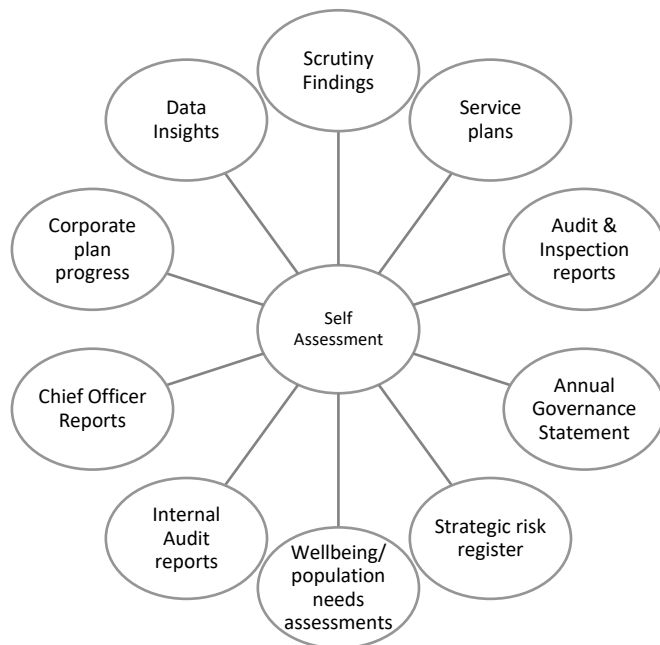 Scrutiny
Findings
Service
plans
Audit &
Inspection
reports
Annual
Governance
Statement
Strategic risk
register
Wellbeing/
population
needs
assessments
Internal
Audit
reports
Chief Officer
Reports
Corporate
plan
progress
Data
Insights
Self
Assessment